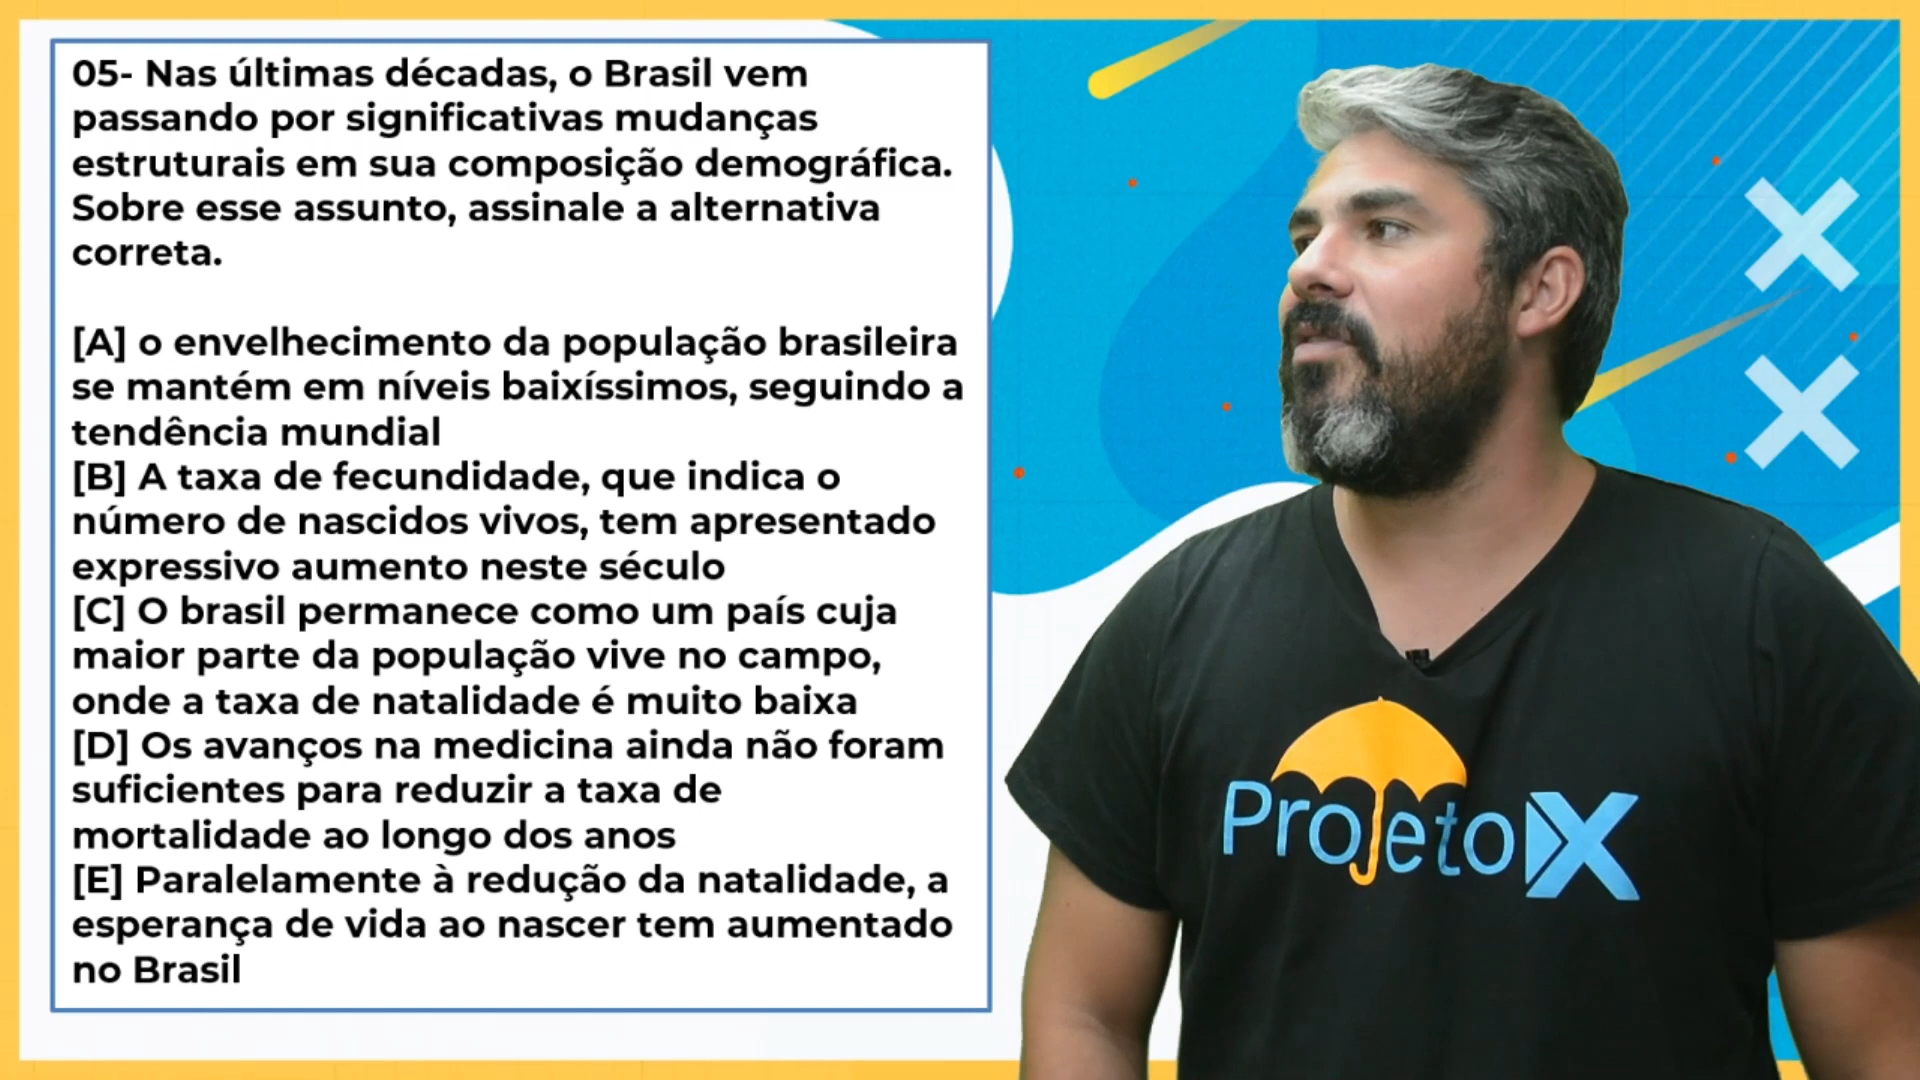 05- Nas últimas décadas, o Brasil vem
passando por significativas mudanças
estruturais em sua composição demográfica.
Sobre esse assunto, assinale a alternativa
correta.
[A] o envelhecimento da população brasileira
se mantém em níveis baixíssimos, seguindo a
tendência mundial
[B] A taxa de fecundidade, que indica o
número de nascidos vivos, tem apresentado
expressivo aumento neste século
[C] O brasil permanece como um país cuja
maior parte da população vive no campo,
onde a taxa de natalidade é muito baixa
[D] Os avanços na medicina ainda não foram
suficientes para reduzir a taxa de
mortalidade ao longo dos anos
[E] Paralelamente à redução da natalidade, a
esperança de vida ao nascer tem aumentado
no Brasil
Projeto X